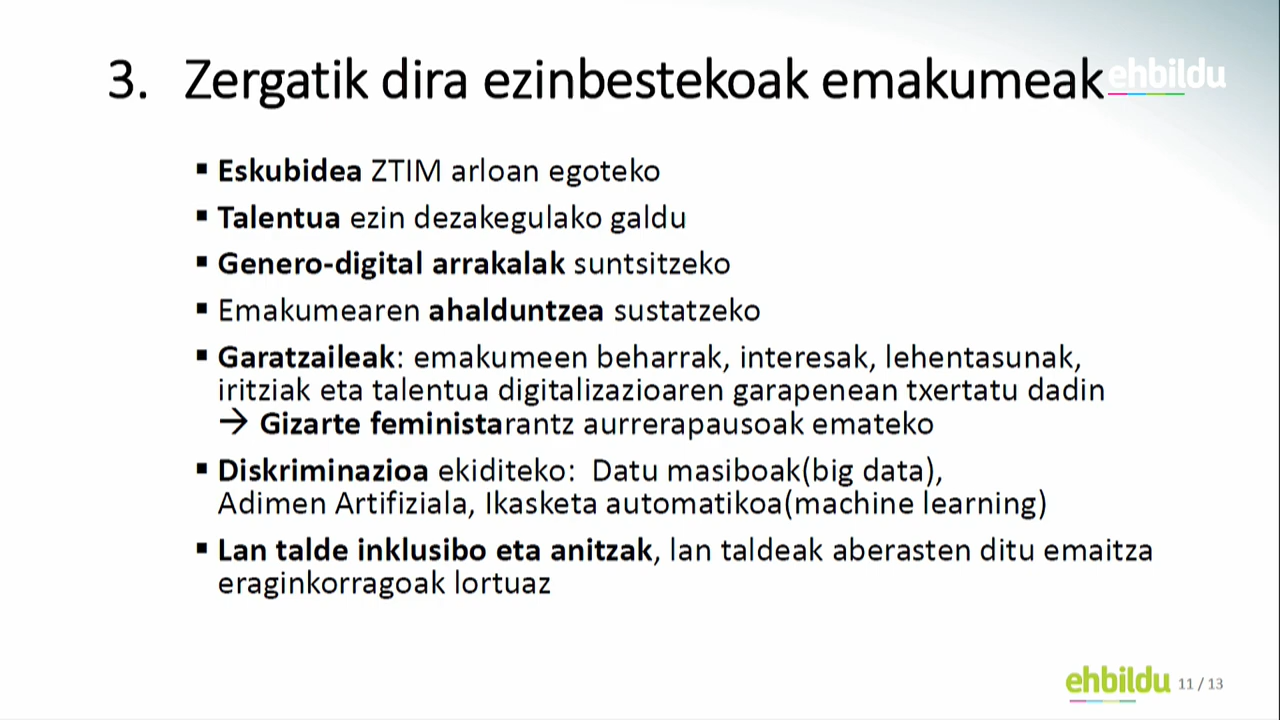 3. Zergatik dira ezinbestekoak emakumeak
ehbildu
▪ Eskubidea ZTIM arloan egoteko
▪ Talentua ezin dezakegulako galdu
▪ Genero-digital arrakalak suntsitzeko
▪ Emakumearen ahalduntzea sustatzeko
▪ Garatzaileak: emakumeen beharrak, interesak, lehentasunak,
iritziak eta talentua digitalizazioaren garapenean txertatu dadin
→ Gizarte feministarantz aurrerapausoak emateko
▪ Diskriminazioa ekiditeko: Datu masiboak(big data),
Adimen Artifiziala, Ikasketa automatikoa(machine learning)
▪ Lan talde inklusibo eta anitzak, lan taldeak aberasten ditu emaitza
eraginkorragoak lortuaz
ehbildu 11 / 13